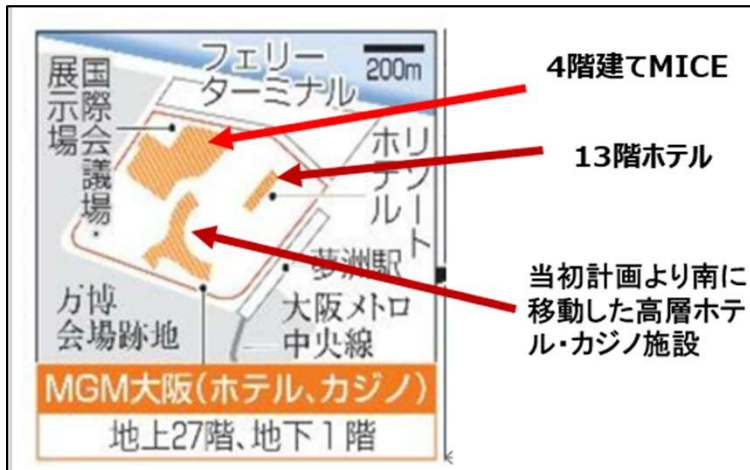 フェリー
ターミナル
200m
国際会議場
展示場
リゾート
ホテル
夢洲駅
万博
会場跡地
大阪メトロ
中央線
MGM大阪(ホテル、カジノ)
地上27階、地下1階
4階建てMICE
13階ホテル
当初計画より南に
移動した高層ホテ
ル・カジノ施設